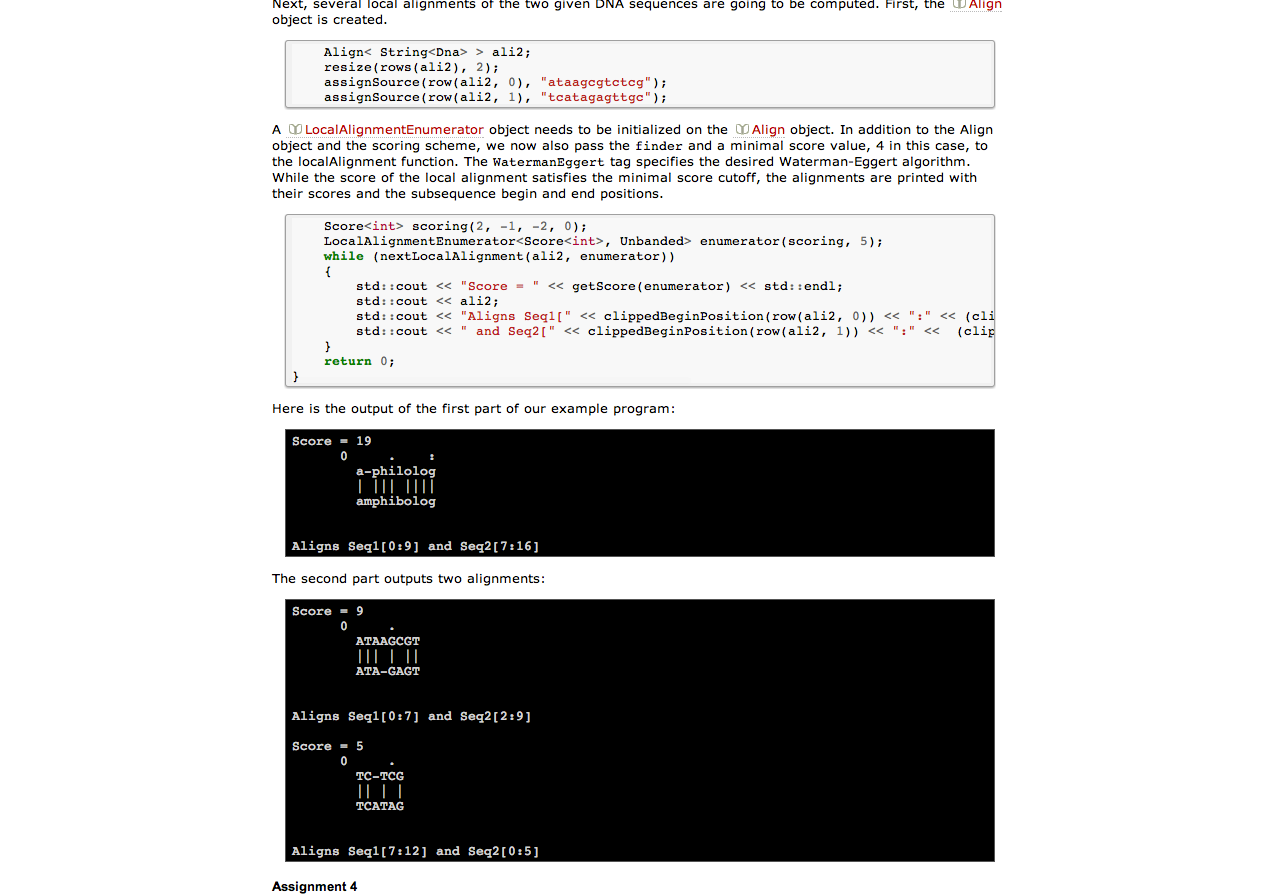 Next, several local alignments of the two given DNA sequences are going to be computed. First, the Align
object is created.
Align< String<Dna> > ali2;
resize(rows(ali2), 2);
assignSource(row(ali2, 0), "ataagcgtctcg");
assignSource(row(ali2, 1), "tcatagagttgc");
A LocalAlignmentEnumerator object needs to be initialized on the Align object. In addition to the Align
object and the scoring scheme, we now also pass the finder and a minimal score value, 4 in this case, to
the localAlignment function. The WatermanEggert tag specifies the desired Waterman-Eggert algorithm.
While the score of the local alignment satisfies the minimal score cutoff, the alignments are printed with
their scores and the subsequence begin and end positions.
Score<int> scoring(2, -1, -2, 0);
LocalAlignmentEnumerator<Score<int>, Unbanded> enumerator(scoring, 5);
while (nextLocalAlignment(ali2, enumerator))
{
std::cout << "Score = " << getScore(enumerator) << std::endl;
std::cout << ali2;
std::cout << "Aligns Seq1[" << clippedBeginPosition(row(ali2, 0)) << ":" << (cli
std::cout << " and Seq2[" << clippedBeginPosition(row(ali2, 1)) << ":" <<  (clip
}
return 0;
}
Here is the output of the first part of our example program:
Score = 19
0     .    :
a-philolog
| ||| ||||
amphibolog
Aligns Seq1[0:9] and Seq2[7:16]
The second part outputs two alignments:
Score = 9
0     .
ATAAGCGT
||| | ||
ATA-GAGT
Aligns Seq1[0:7] and Seq2[2:9]
Score = 5
0     .
TC-TCG
|| | |
TCATAG
Aligns Seq1[7:12] and Seq2[0:5]
Assignment 4